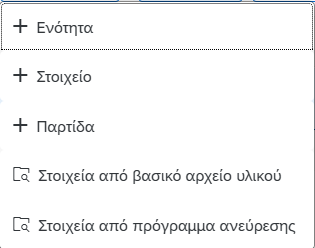 Ενότητα
Στοιχείο
Παρτίδα
Στοιχεία από βασικό αρχείο υλικού
Στοιχεία από πρόγραμμα ανεύρεσης